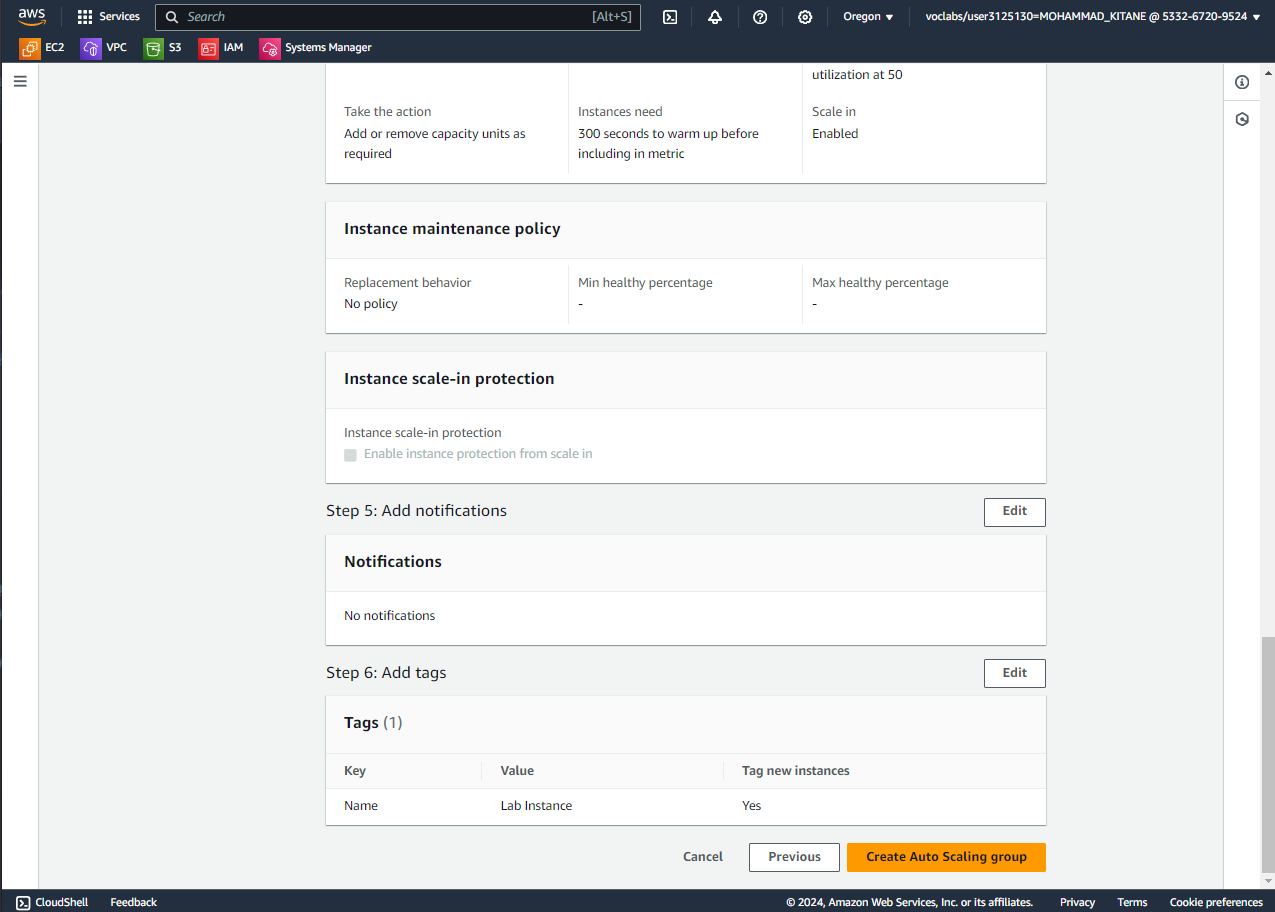 aws
Services
Search
[Alt+S]
Oregon
voclabs/user3125130=MOHAMMAD_KITANE @ 5332-6720-9524
EC2
VPC
S3
IAM
Systems Manager
utilization at 50
Take the action
Add or remove capacity units as
required
Instances need
300 seconds to warm up before
including in metric
Scale in
Enabled
Instance maintenance policy
Replacement behavior
No policy
Min healthy percentage
-
Max healthy percentage
-
Instance scale-in protection
Instance scale-in protection
Enable instance protection from scale in
Step 5: Add notifications
Edit
Notifications
No notifications
Step 6: Add tags
Edit
Tags (1)
Key
Value
Tag new instances
Name
Lab Instance
Yes
Cancel
Previous
Create Auto Scaling group
CloudShell
Feedback
© 2024, Amazon Web Services, Inc. or its affiliates.
Privacy
Terms
Cookie preferences